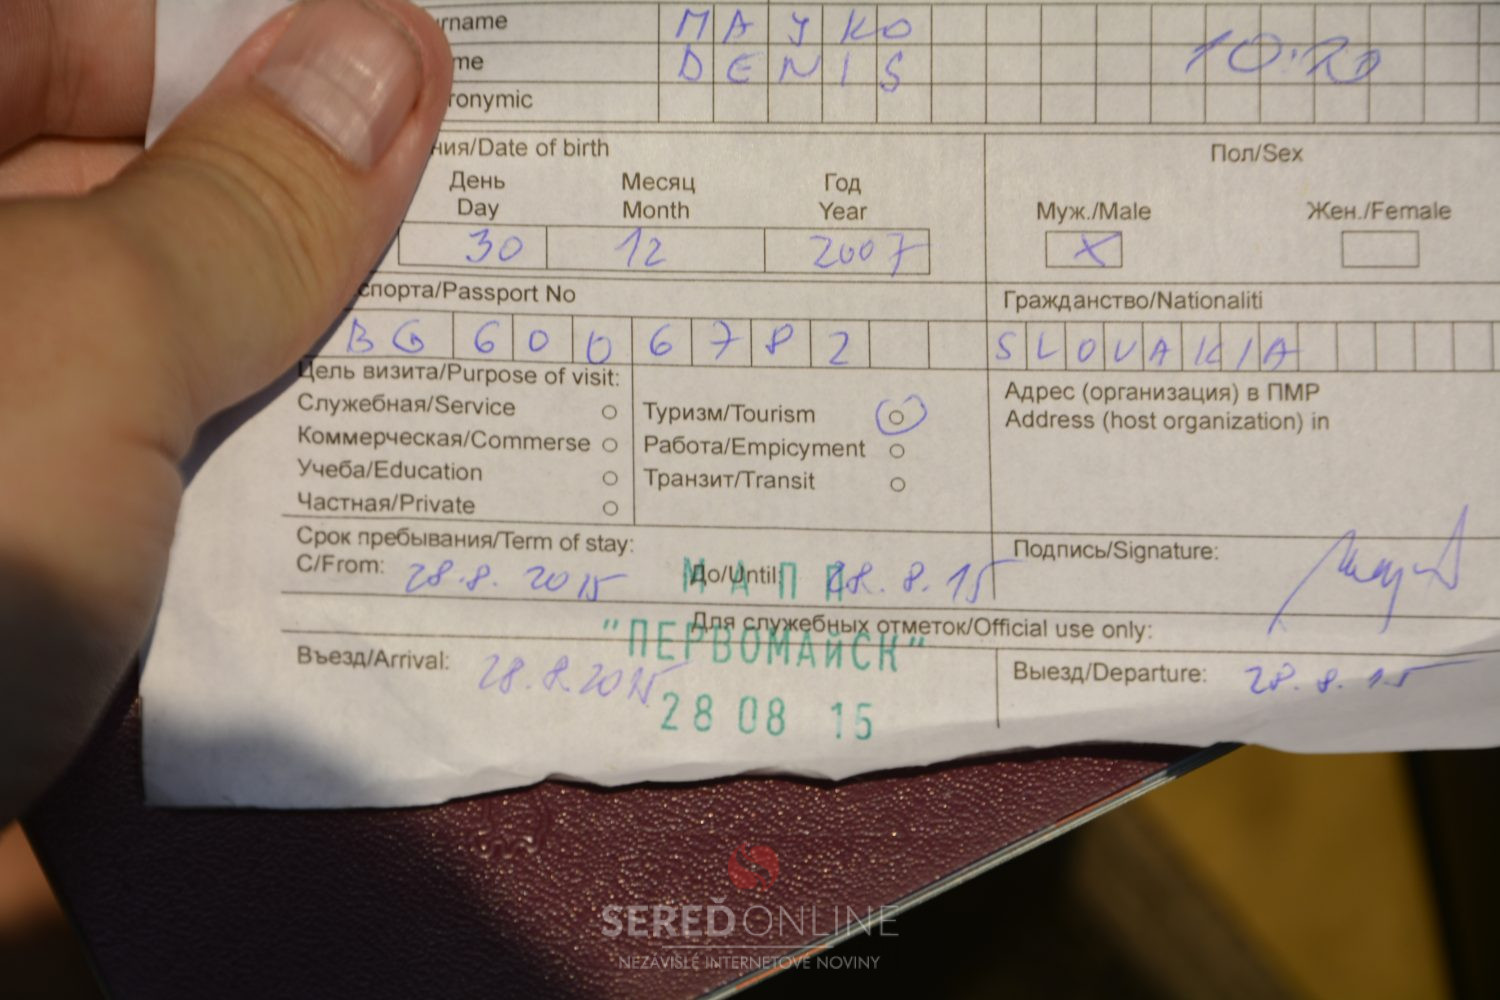 urname MAYKO
me DENIS 10:20
ronymic
ния/Date of birth Пол/Sex
День Месяц Год
Day Month Year Муж./Male Жен./Female
30 12 2007 X
спорта/Passport No Гражданство/Nationaliti
BG6006782 SLOVAKIA
Цель визита/Purpose of visit: Адрес (организация) в ПМР
Служебная/Service Туризм/Tourism Address (host organization) in
Коммерческая/Commerse Работа/Empicyment
Учеба/Education Транзит/Transit
Частная/Private
Срок пребывания/Term of stay: Подпись/Signature:
С/From: 28.8.2015 До/Until: 28.8.15
МАПП
Для служебных отметок/Official use only:
"ПЕРВОМАЙСК"
Въезд/Arrival: 28.8.2015 Выезд/Departure: 28.8.15
28 08 15
SEREĎ ONLINE
NEZÁVISLÉ INTERNETOVÉ NOVINY